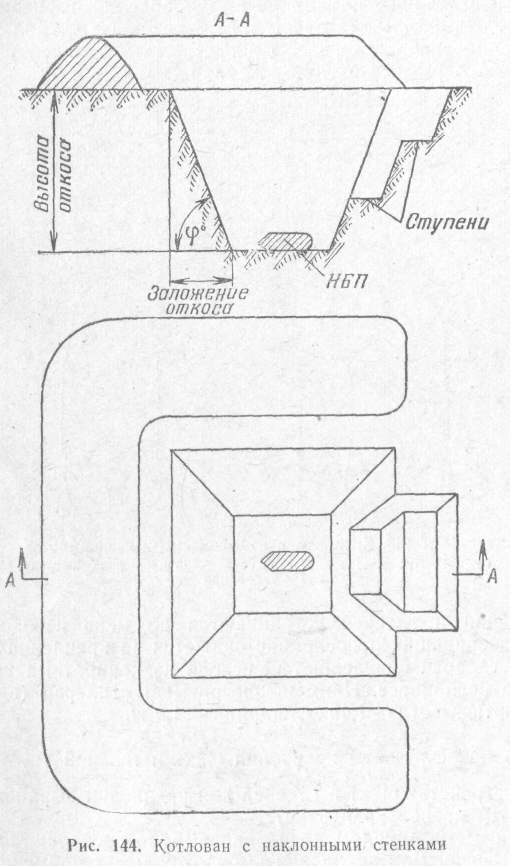 А-А
Высота
откоса
φ°
Ступени
НБП
Заложение
откоса
А
А
Рис. 144. Котлован с наклонными стенками